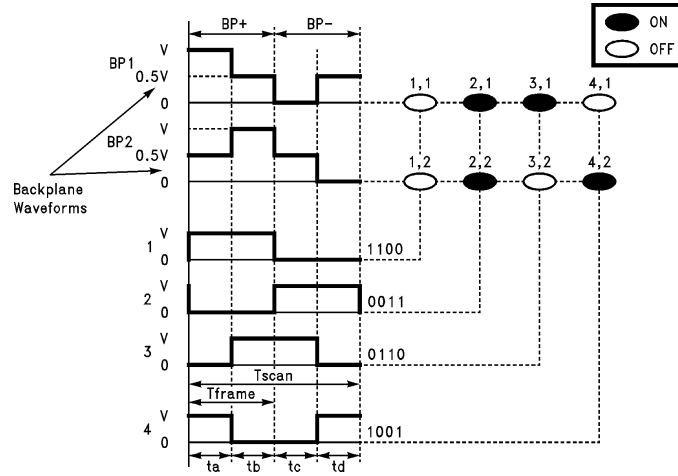 BP+ BP-
ON
OFF
V
BP1
0.5V
0
1,1 2,1 3,1 4,1
V
BP2
0.5V
0
1,2 2,2 3,2 4,2
Backplane
Waveforms
V
1
0
1100
V
2
0
0011
V
3
0
0110
Tscan
Tframe
V
4
0
1001
ta tb tc td